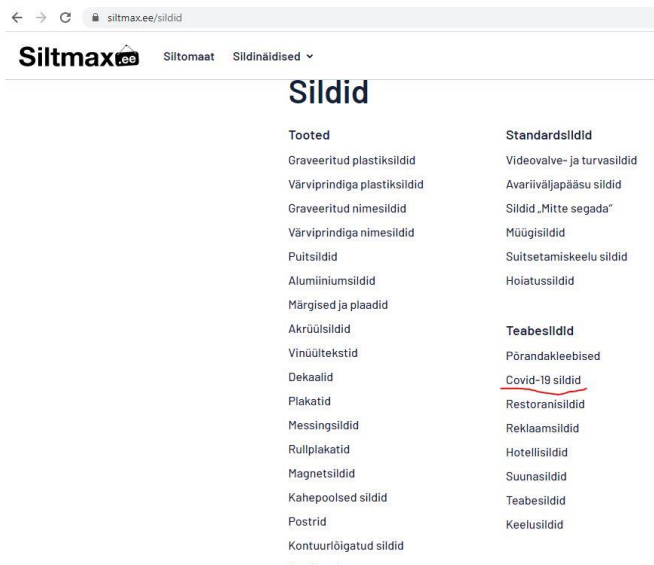 siltmax.ee/sildid
Siltmax.ee
Siltomaat
Sildinäidised
Sildid
Tooted
Graveeritud plastiksildid
Värviprindiga plastiksildid
Graveeritud nimesildid
Värviprindiga nimesildid
Puitsildid
Alumiiniumsildid
Märgised ja plaadid
Akrüülsildid
Vinüültekstid
Dekaalid
Plakatid
Messingsildid
Rullplakatid
Magnetsildid
Kahepoolsed sildid
Postrid
Kontuurlõigatud sildid
Standardsildid
Videovalve- ja turvasildid
Avariiväljapääsu sildid
Sildid „Mitte segada“
Müügisildid
Suitsetamiskeelu sildid
Hoiatussildid
Teabesildid
Põrandakleebised
Covid-19 sildid
Restoranisildid
Reklaamsildid
Hotellisildid
Suunasildid
Teabesildid
Keelusildid